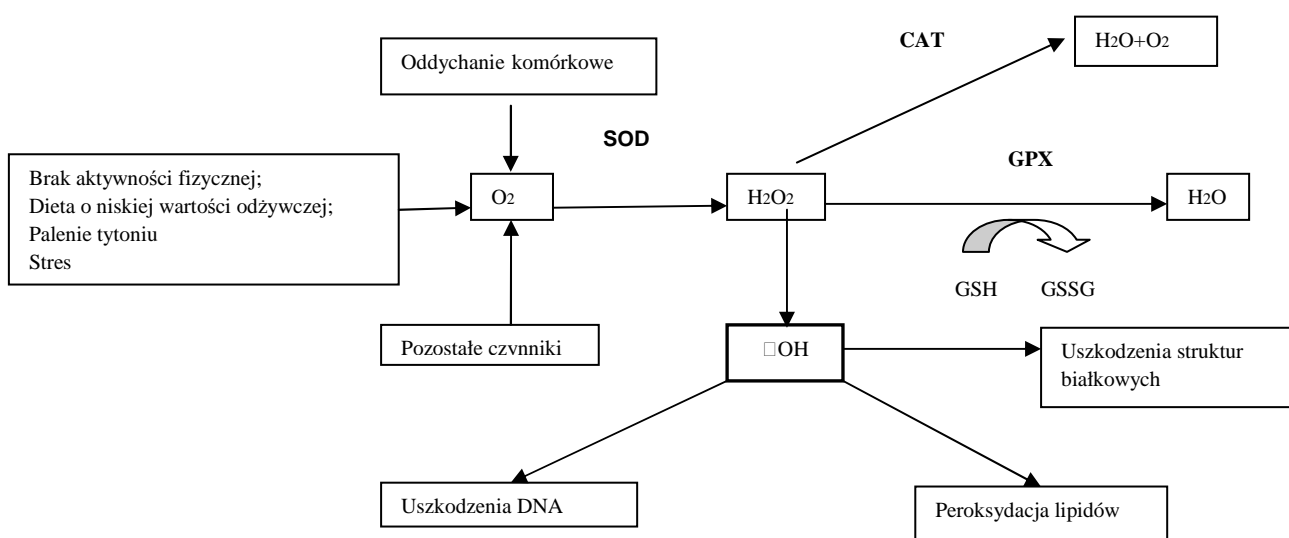 CAT
H2O+O2
Oddychanie komórkowe
SOD
GPX
Brak aktywności fizycznej;
Dieta o niskiej wartości odżywczej;
Palenie tytoniu
Stres
O2
H2O2
H2O
GSH GSSG
Pozostałe czynniki
□OH
Uszkodzenia struktur
białkowych
Uszkodzenia DNA
Peroksydacja lipidów